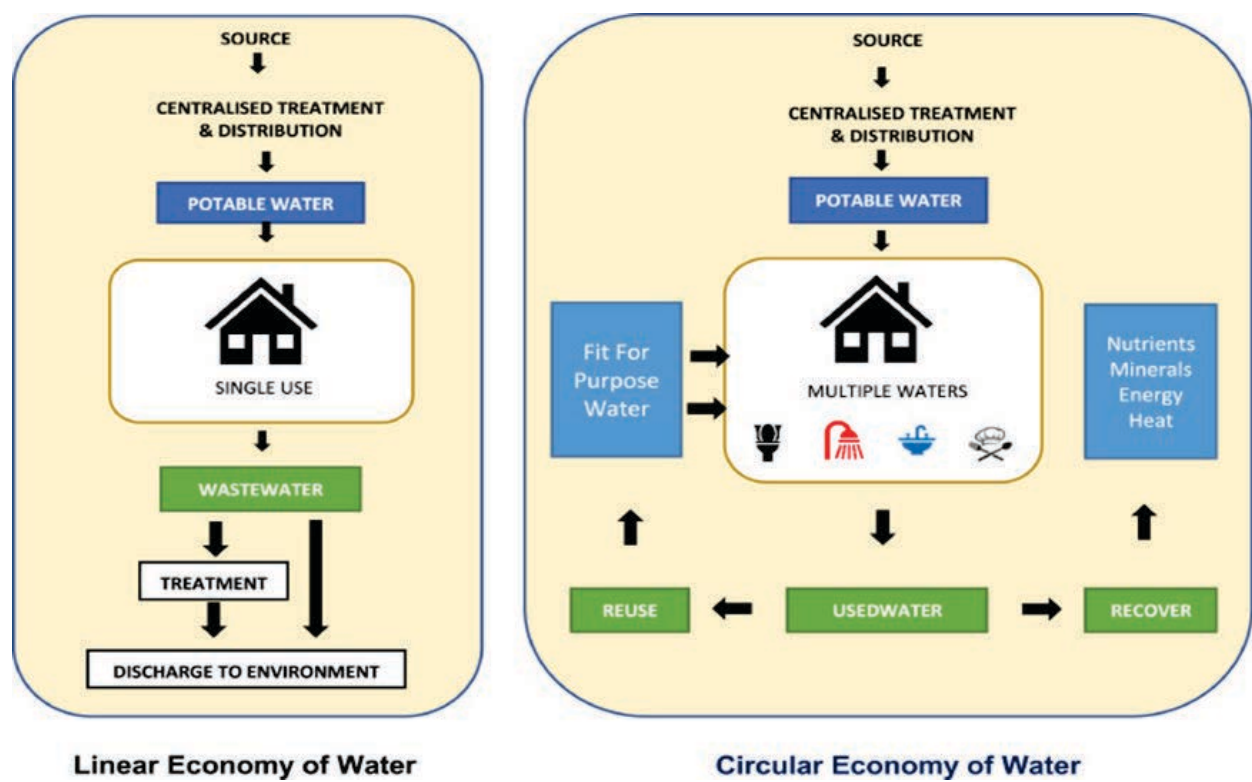 SOURCE
CENTRALISED TREATMENT
& DISTRIBUTION
POTABLE WATER
SINGLE USE
WASTEWATER
TREATMENT
DISCHARGE TO ENVIRONMENT
Linear Economy of Water
SOURCE
CENTRALISED TREATMENT
& DISTRIBUTION
POTABLE WATER
Fit For
Purpose
Water
MULTIPLE WATERS
Nutrients
Minerals
Energy
Heat
REUSE
USEDWATER
RECOVER
Circular Economy of Water